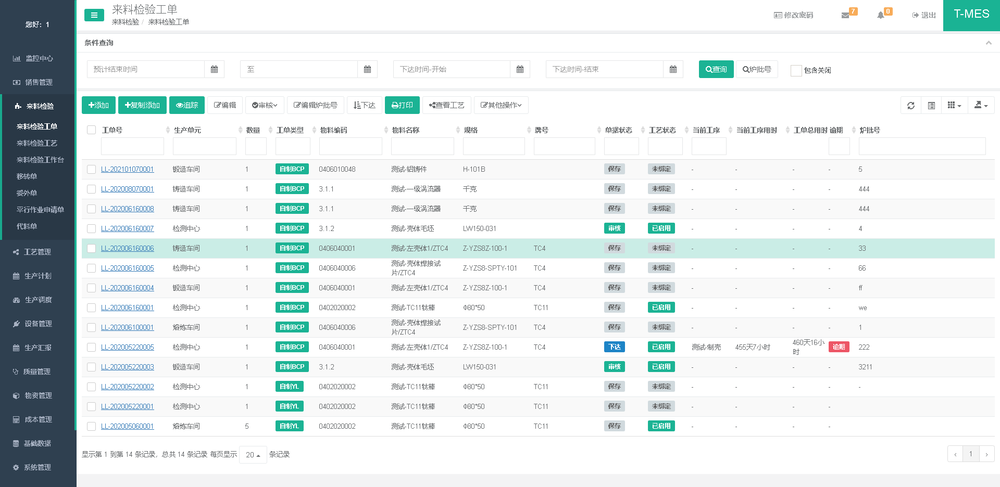 您好：1
监控中心
销售管理
来料检验
来料检验工单
来料检验工艺
来料检验工作台
移转单
委外单
平行作业申请单
代料单
工艺管理
生产计划
生产调度
设备管理
生产汇报
质量管理
物资管理
成本管理
基础数据
系统管理
来料检验工单
来料检验 / 来料检验工单
修改密码 7 0 退出 T-MES
条件查询
预计结束时间 至 下达时间-开始 下达时间-结束 查询 炉批号 包含关闭
添加 复制添加 追踪 编辑 审核 编辑炉批号 下达 打印 查看工艺 其他操作
工单号 生产单元 数量 工单类型 物料编码 物料名称 规格 牌号 单据状态 工艺状态 当前工序 当前工序用时 工单总用时 逾期 炉批号
LL-202101070001 锻造车间 1 自制BCP 0406010048 测试-铝铸件 H-101B 保存 未绑定 - - - - 5
LL-202008070001 铸造车间 1 自制BCP 3.1.1 测试-一级涡流器 千克 保存 未绑定 - - - - 444
LL-202006160008 铸造车间 1 自制BCP 3.1.1 测试-一级涡流器 千克 保存 未绑定 - - - - 444
LL-202006160007 检测中心 1 自制BCP 3.1.2 测试-壳体毛坯 LW150-031 审核 已启用 - - - - 4
LL-202006160006 铸造车间 1 自制BCP 0406040001 测试-左壳体1/ZTC4 Z-YZS8Z-100-1 TC4 保存 未绑定 - - - - 33
LL-202006160005 检测中心 1 自制BCP 0406040006 测试-壳体焊接试片/ZTC4 Z-YZS8-SPTY-101 TC4 保存 未绑定 - - - - 66
LL-202006160004 锻造车间 1 自制BCP 0406040001 测试-左壳体1/ZTC4 Z-YZS8Z-100-1 TC4 保存 未绑定 - - - - ff
LL-202006160001 检测中心 1 自制BCP 0402020002 测试-TC11钛棒 Φ80*50 TC11 保存 已启用 - - - - we
LL-202006100001 熔炼车间 1 自制BCP 0406040006 测试-壳体焊接试片/ZTC4 Z-YZS8-SPTY-101 TC4 保存 未绑定 - - - - 1
LL-202005220005 检测中心 1 自制BCP 0406040001 测试-左壳体1/ZTC4 Z-YZS8Z-100-1 TC4 下达 已启用 测试-制壳 455天7小时 460天16小时 逾期 222
LL-202005220003 锻造车间 1 自制BCP 3.1.2 测试-壳体毛坯 LW150-031 审核 已启用 - - - - 3211
LL-202005220002 检测中心 1 自制YL 0402020002 测试-TC11钛棒 Φ80*50 TC11 保存 未绑定 - - - - -
LL-202005220001 检测中心 1 自制YL 0402020002 测试-TC11钛棒 Φ80*50 TC11 保存 未绑定 - - - -
LL-202005060001 熔炼车间 5 自制YL 0402020002 测试-TC11钛棒 Φ80*50 TC11 保存 已启用 - - - -
显示第 1 到第 14 条记录，总共 14 条记录 每页显示 20 条记录 ‹ 1 ›